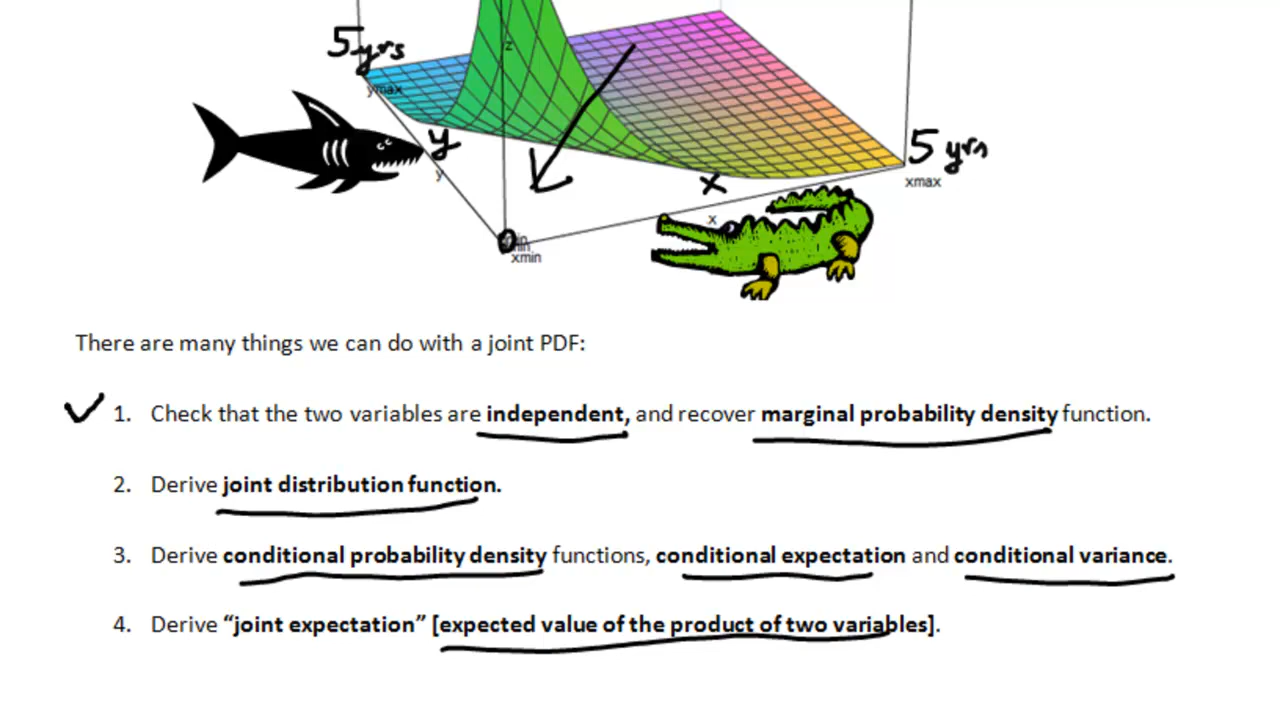 z
5 yrs
ymax
y
y
5 yrs
xmax
x
x
0
xmin
There are many things we can do with a joint PDF:
1. Check that the two variables are independent, and recover marginal probability density function.
2. Derive joint distribution function.
3. Derive conditional probability density functions, conditional expectation and conditional variance.
4. Derive “joint expectation” [expected value of the product of two variables].